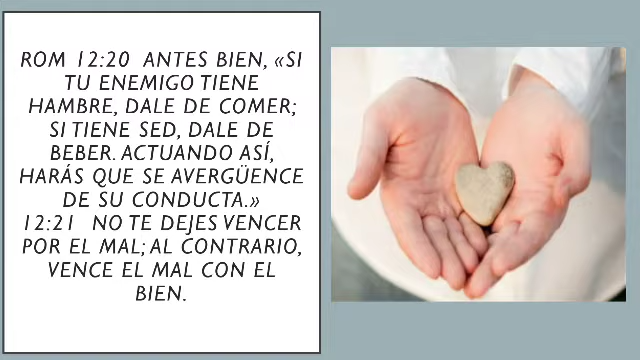 ROM 12:20 ANTES BIEN, «SI
TU ENEMIGO TIENE
HAMBRE, DALE DE COMER;
SI TIENE SED, DALE DE
BEBER. ACTUANDO ASÍ,
HARÁS QUE SE AVERGÜENCE
DE SU CONDUCTA.»
12:21 NO TE DEJES VENCER
POR EL MAL; AL CONTRARIO,
VENCE EL MAL CON EL
BIEN.